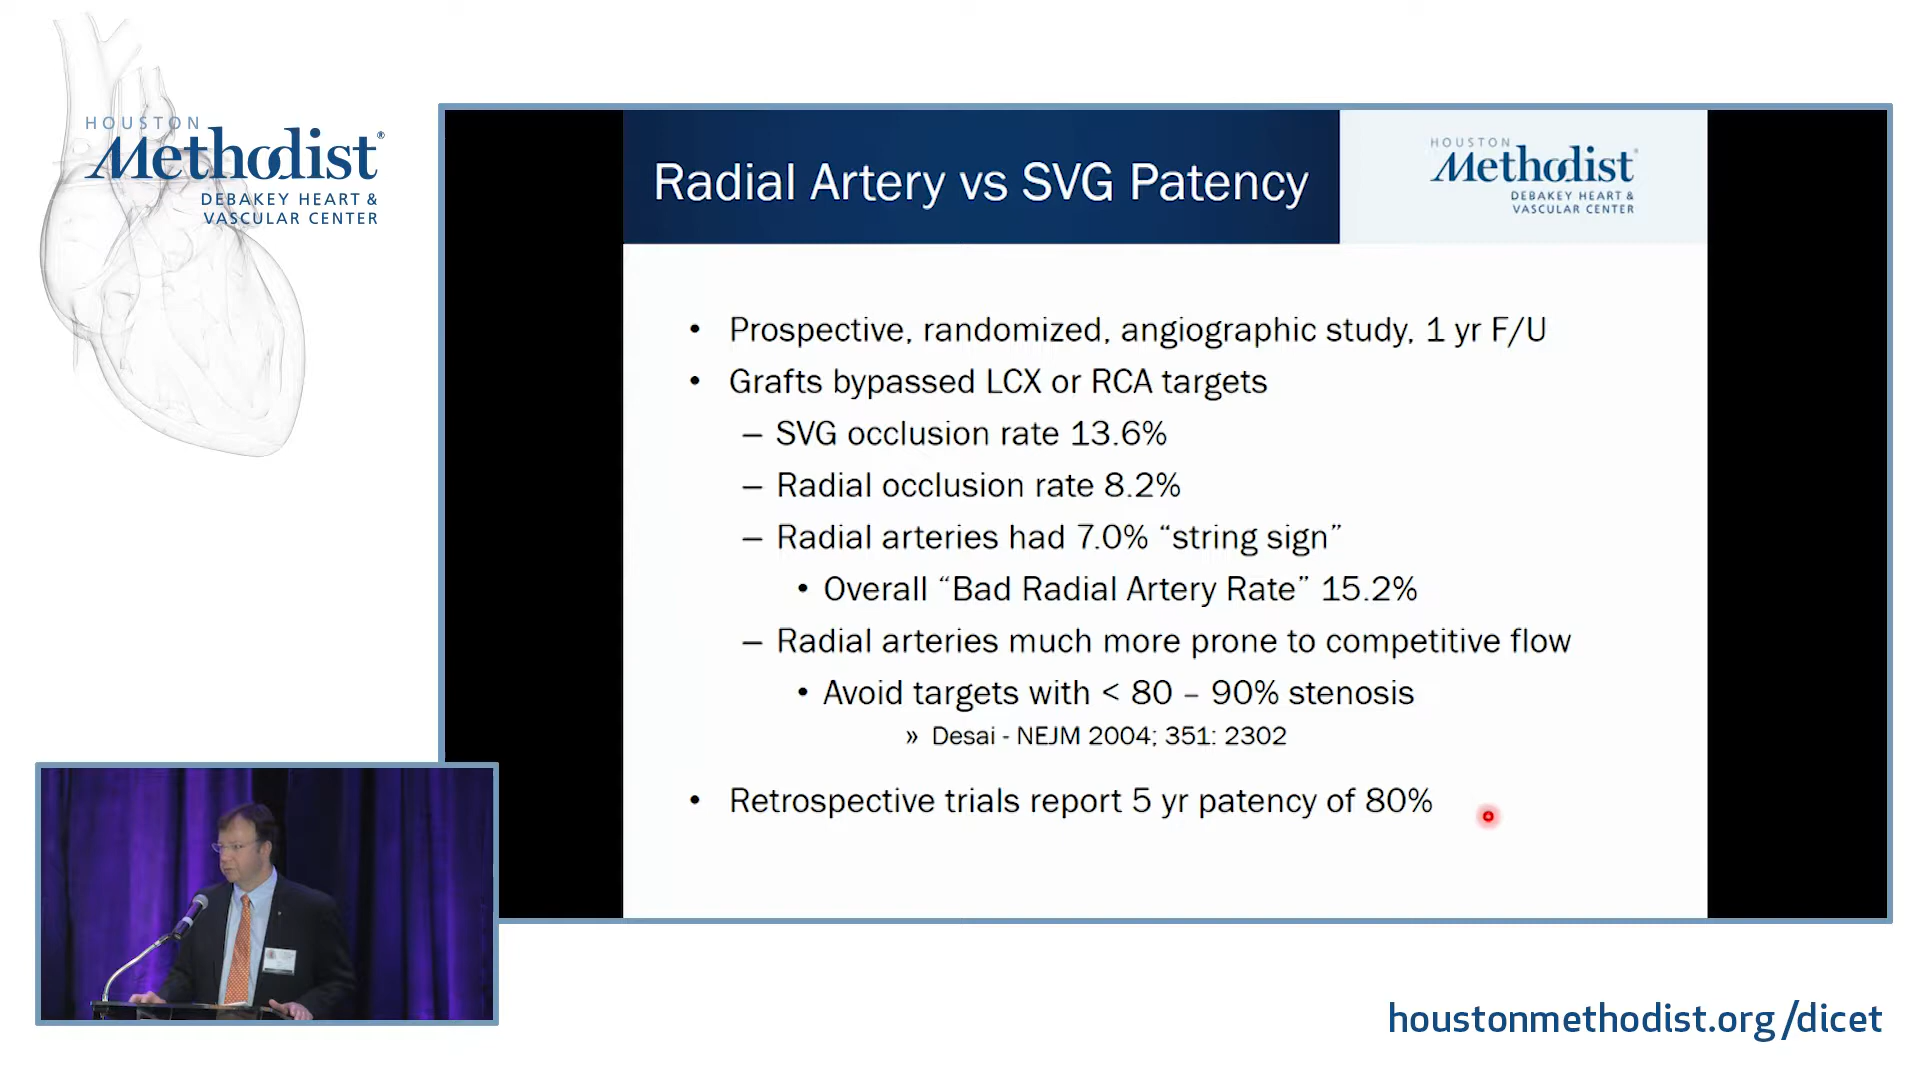 HOUSTON
Methodist®
DEBAKEY HEART &
VASCULAR CENTER
Radial Artery vs SVG Patency
HOUSTON
Methodist®
DEBAKEY HEART &
VASCULAR CENTER
• Prospective, randomized, angiographic study, 1 yr F/U
• Grafts bypassed LCX or RCA targets
– SVG occlusion rate 13.6%
– Radial occlusion rate 8.2%
– Radial arteries had 7.0% “string sign”
• Overall “Bad Radial Artery Rate” 15.2%
– Radial arteries much more prone to competitive flow
• Avoid targets with < 80 – 90% stenosis
» Desai - NEJM 2004; 351: 2302
• Retrospective trials report 5 yr patency of 80%
houstonmethodist.org/dicet